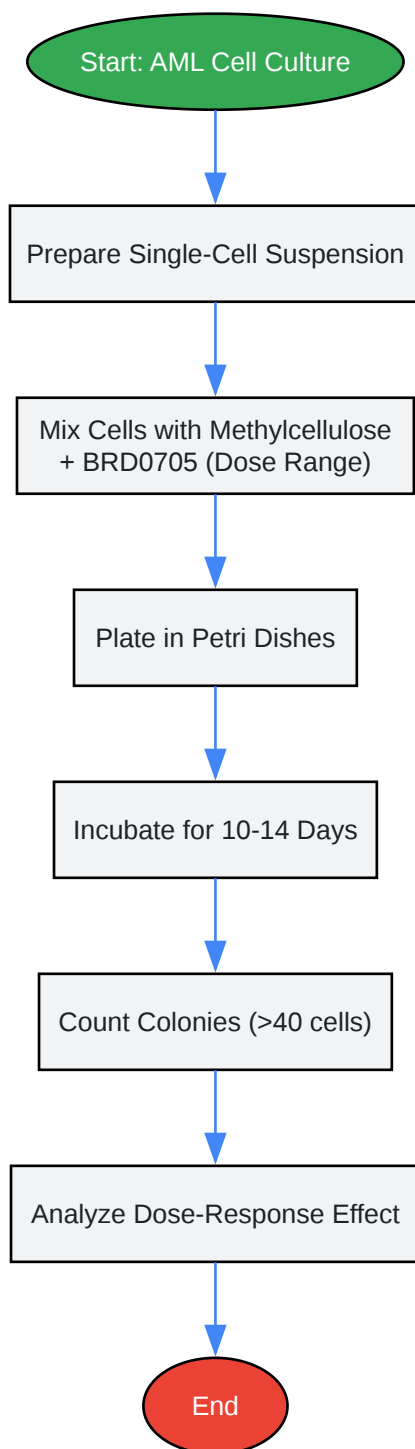 Start: AML Cell Culture
Prepare Single-Cell Suspension
Mix Cells with Methylcellulose
+ BRD0705 (Dose Range)
Plate in Petri Dishes
Incubate for 10-14 Days
Count Colonies (>40 cells)
Analyze Dose-Response Effect
End